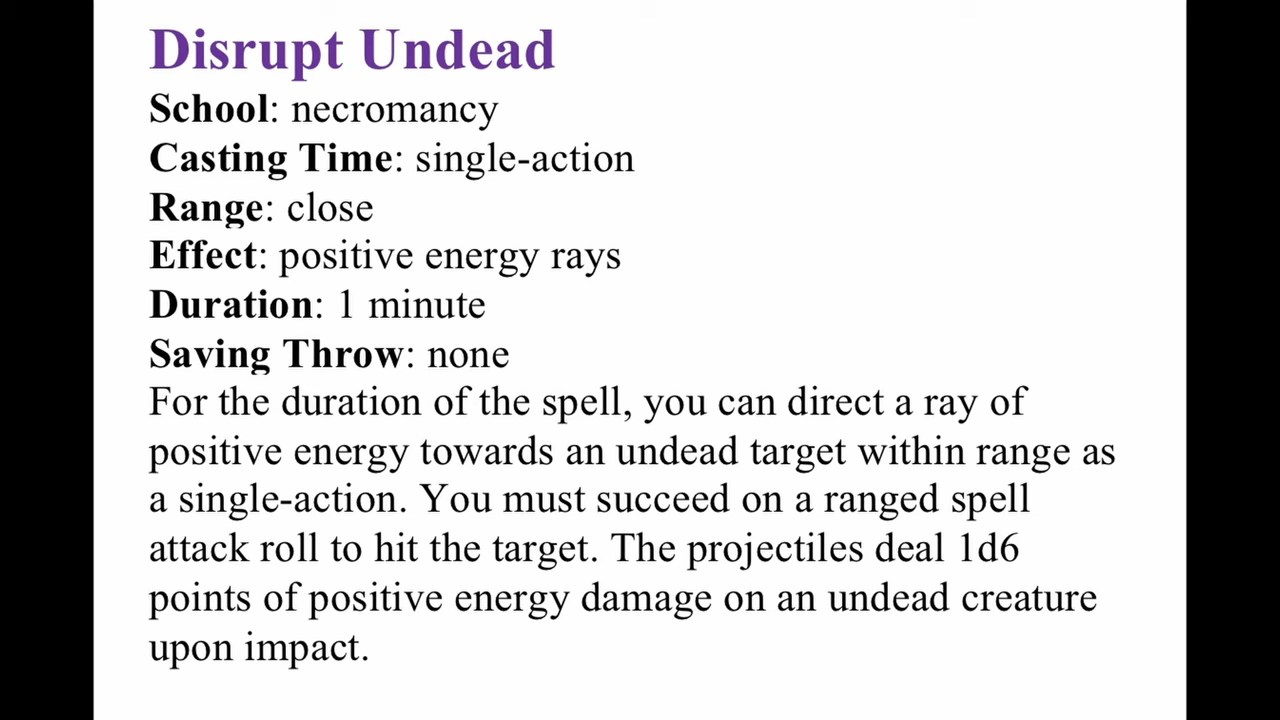 Disrupt Undead
School: necromancy
Casting Time: single-action
Range: close
Effect: positive energy rays
Duration: 1 minute
Saving Throw: none
For the duration of the spell, you can direct a ray of
positive energy towards an undead target within range as
a single-action. You must succeed on a ranged spell
attack roll to hit the target. The projectiles deal 1d6
points of positive energy damage on an undead creature
upon impact.